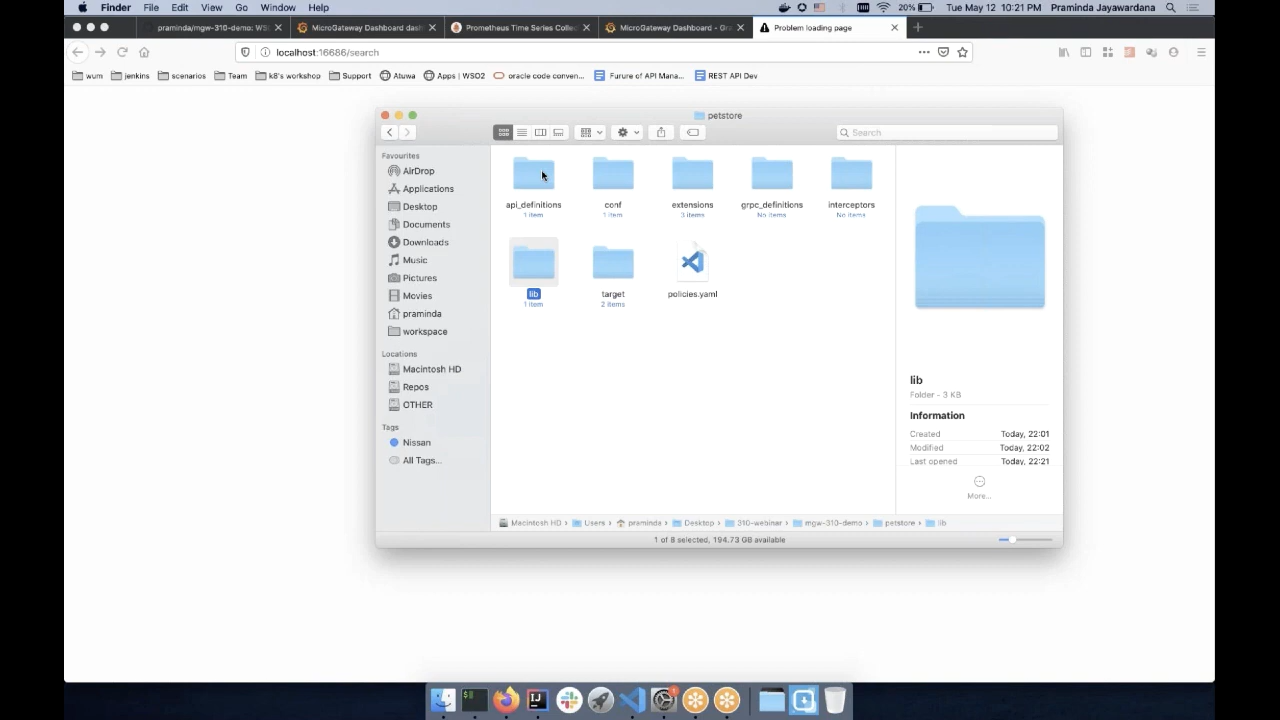 Finder File Edit View Go Window Help 20% Tue May 12 10:21 PM Praminda Jayawardana
praminda/mgw-310-demo: WS MicroGateway Dashboard dash Prometheus Time Series Collec MicroGateway Dashboard - Gra Problem loading page
localhost:16686/search
wum jenkins scenarios Team k8's workshop Support Atuwa Apps | WSO2 oracle code conven... Furure of API Mana... REST API Dev
petstore
Search
Favourites
AirDrop
Applications
Desktop
Documents
Downloads
Music
Pictures
Movies
praminda
workspace
Locations
Macintosh HD
Repos
OTHER
Tags
Nissan
All Tags...
api_definitions conf extensions grpc_definitions interceptors
1 item 1 item 3 items No items No items
lib target policies.yaml
1 item 2 items
lib
Folder - 3 KB
Information
Created Today, 22:01
Modified Today, 22:02
Last opened Today, 22:21
More...
Macintosh HD › Users › praminda › Desktop › 310-webinar › mgw-310-demo › petstore › lib
1 of 8 selected, 194.73 GB available